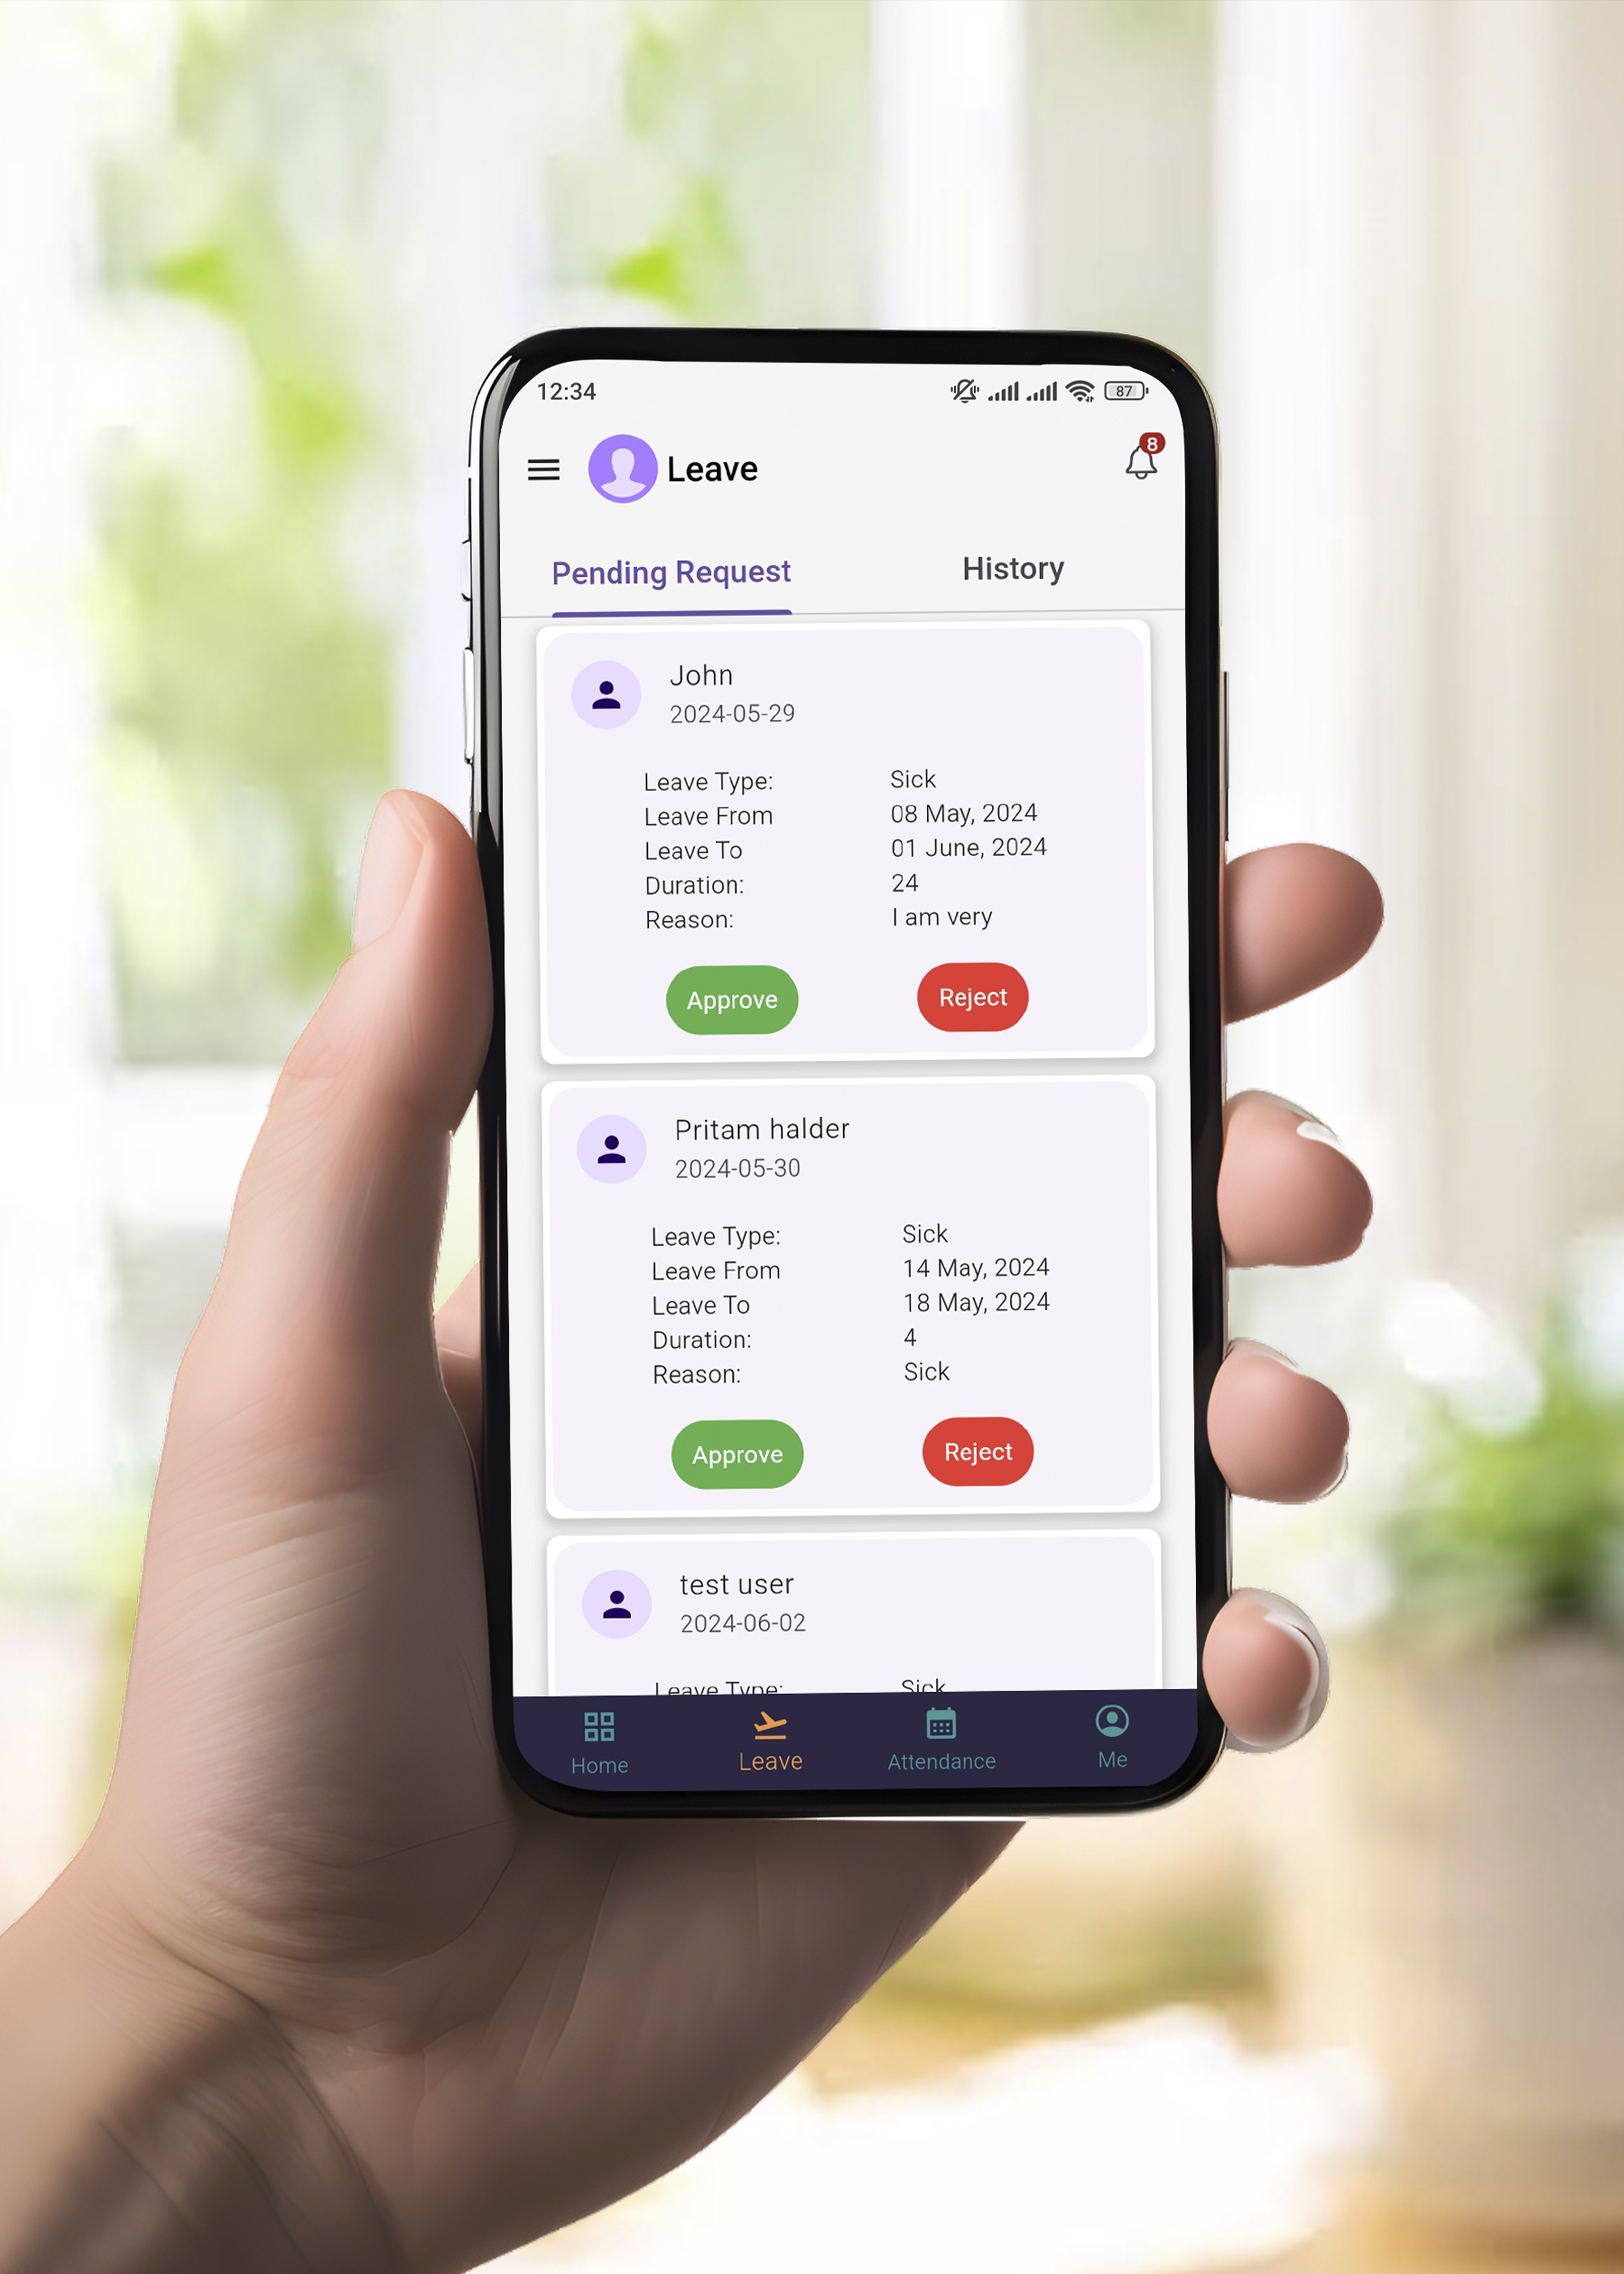 12:34
87
8
Leave
Pending Request History
John
2024-05-29
Leave Type: Sick
Leave From 08 May, 2024
Leave To 01 June, 2024
Duration: 24
Reason: I am very
Approve Reject
Pritam halder
2024-05-30
Leave Type: Sick
Leave From 14 May, 2024
Leave To 18 May, 2024
Duration: 4
Reason: Sick
Approve Reject
test user
2024-06-02
Leave Type: Sick
Home Leave Attendance Me